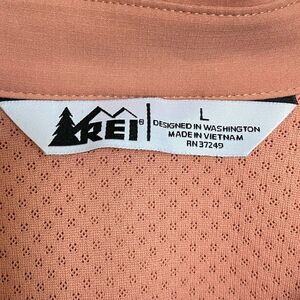 REI®
L
DESIGNED IN WASHINGTON
MADE IN VIETNAM
RN 37249